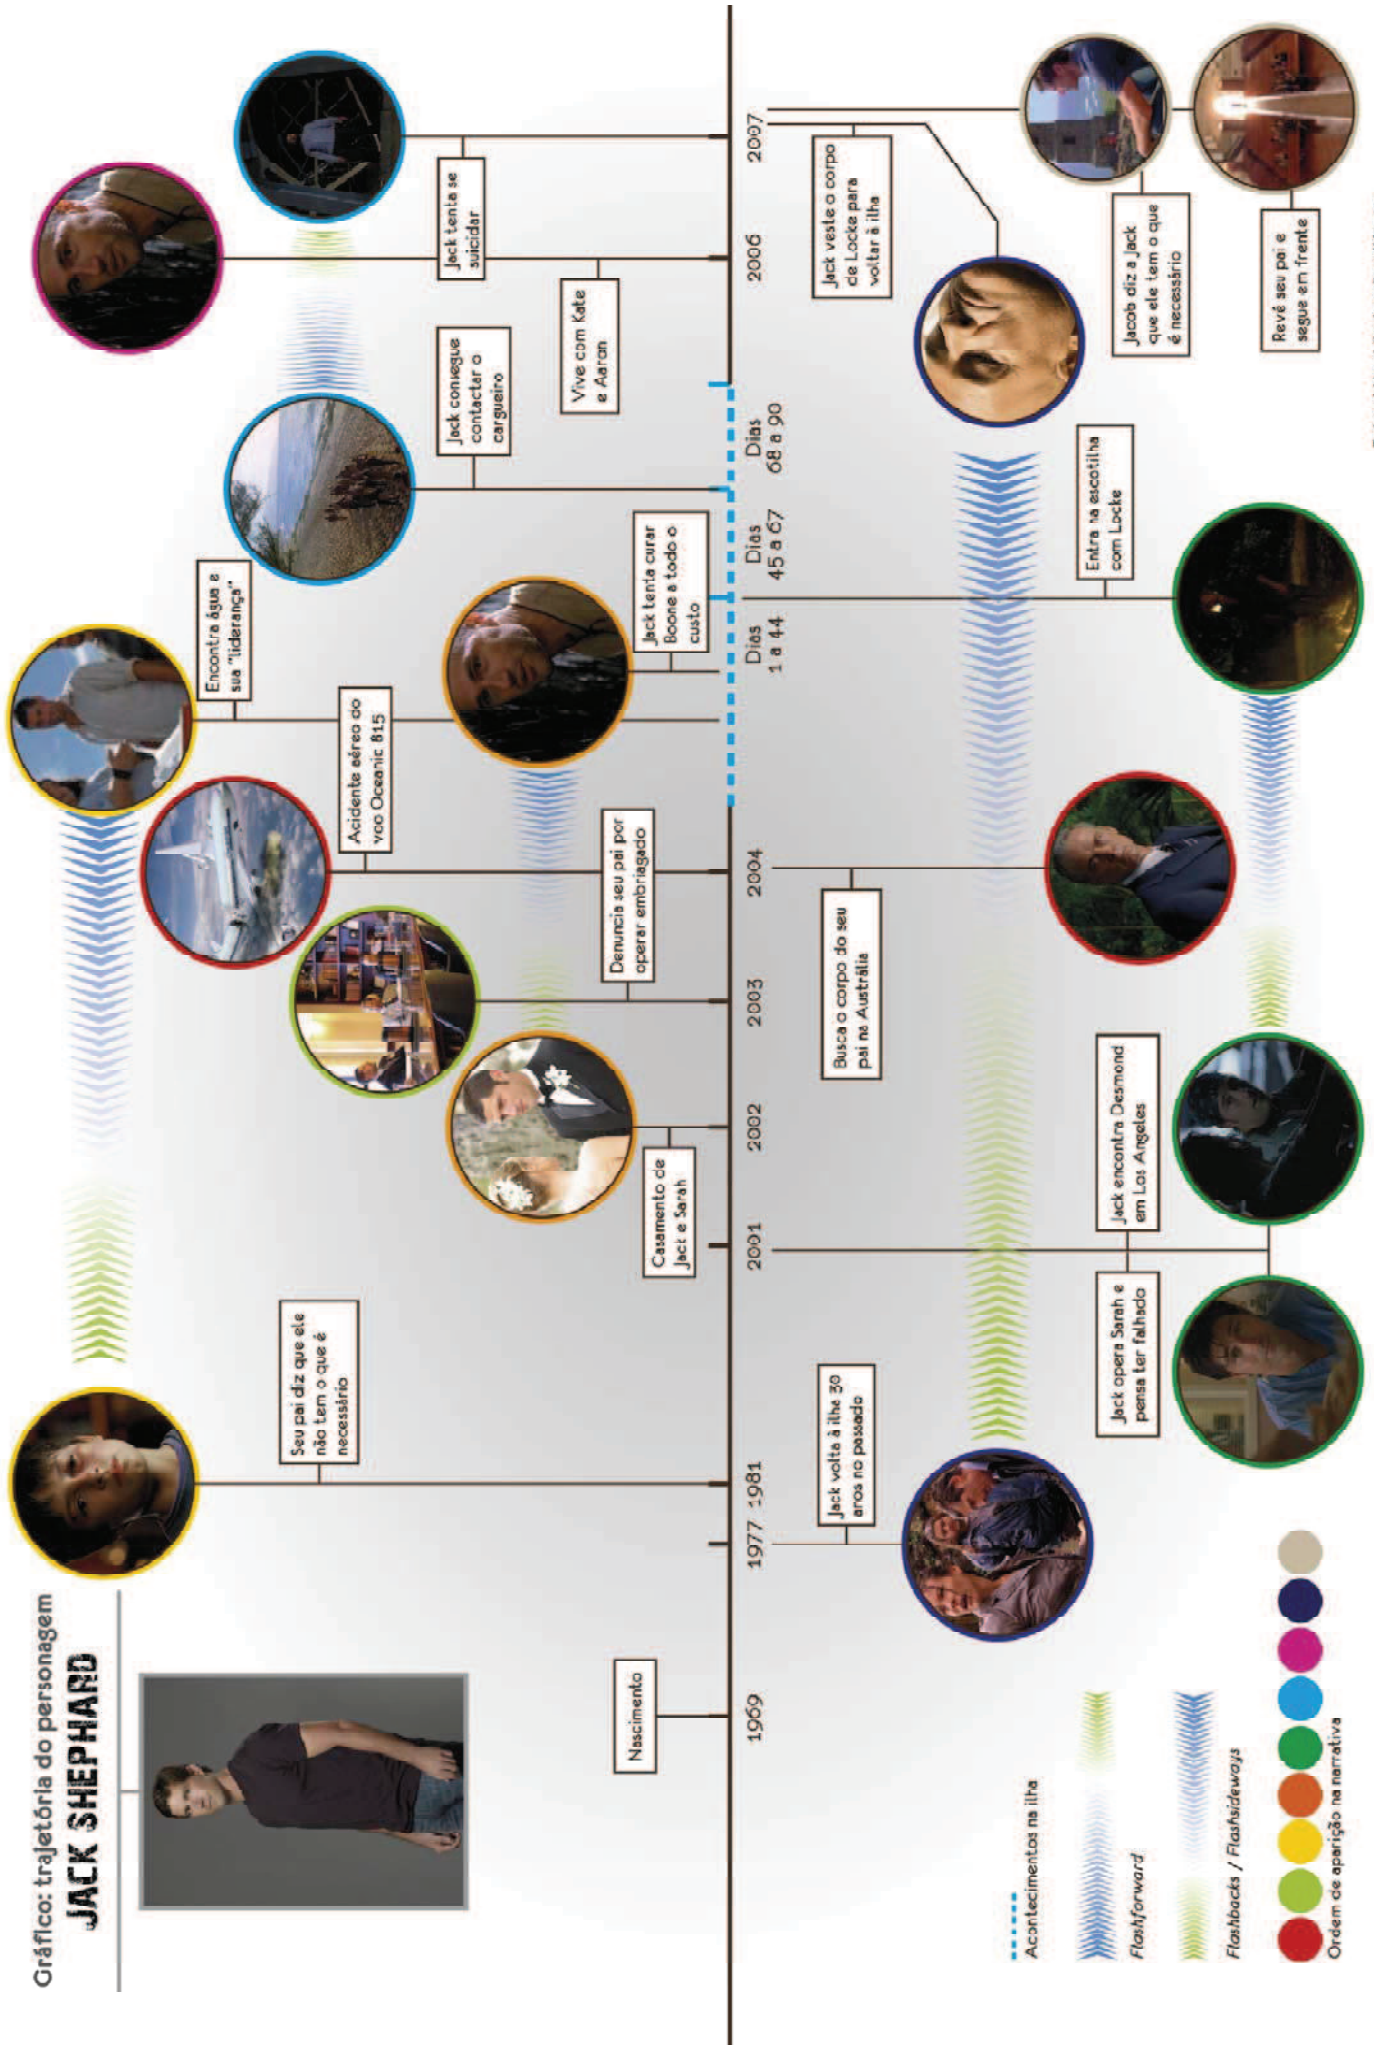 Gráfico: trajetória do personagem
JACK SHEPHARD
Seu pai diz que ele
não tem o que é
necessário
Encontra água e
sua "liderança"
Acidente aéreo do
voo Oceanic 815
Jack consegue
contactar o
cargueiro
Jack tenta se
suicidar
Vive com Kate
e Aaron
Denuncia seu pai por
operar embriagado
Jack tenta curar
Boone a todo o
custo
Casamento de
Jack e Sarah
Nascimento
1969
1977
1981
2001
2002
2003
2004
Dias
1 a 44
Dias
45 a 67
Dias
68 a 90
2006
2007
Jack volta à ilha 30
anos no passado
Busca o corpo do seu
pai na Austrália
Jack veste o corpo
de Locke para
voltar à ilha
Jack opera Sarah e
pensa ter falhado
Jack encontra Desmond
em Los Angeles
Entra na escotilha
com Locke
Jacob diz a Jack
que ele tem o que
é necessário
Revê seu pai e
segue em frente
Acontecimentos na ilha
Flashforward
Flashbacks / Flashsideways
Ordem de aparição na narrativa